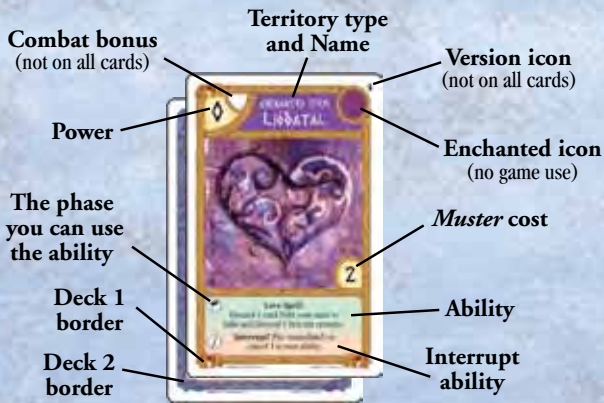 Combat bonus
(not on all cards)
Territory type
and Name
Version icon
(not on all cards)
Power
Enchanted icon
(no game use)
The phase
you can use
the ability
Muster cost
2
Deck 1
border
Love Spell:
Ability
Interrupt
ability
Deck 2
border